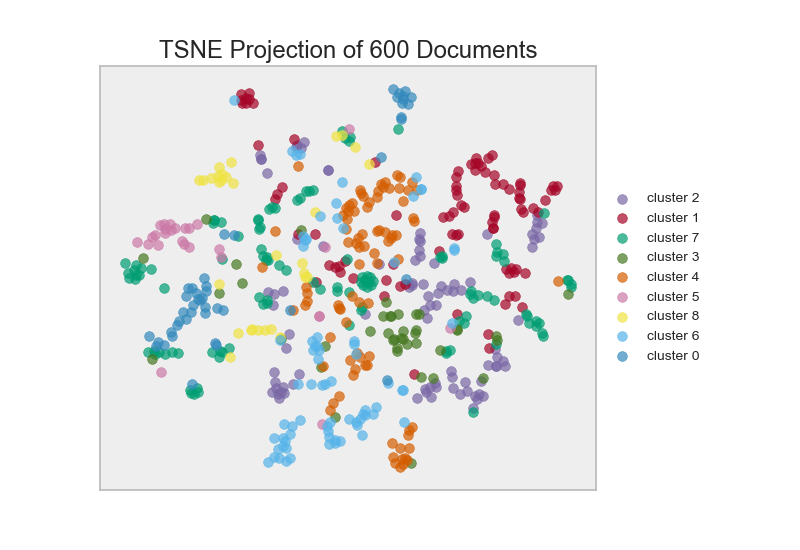 TSNE Projection of 600 Documents
cluster 2
cluster 1
cluster 7
cluster 3
cluster 4
cluster 5
cluster 8
cluster 6
cluster 0